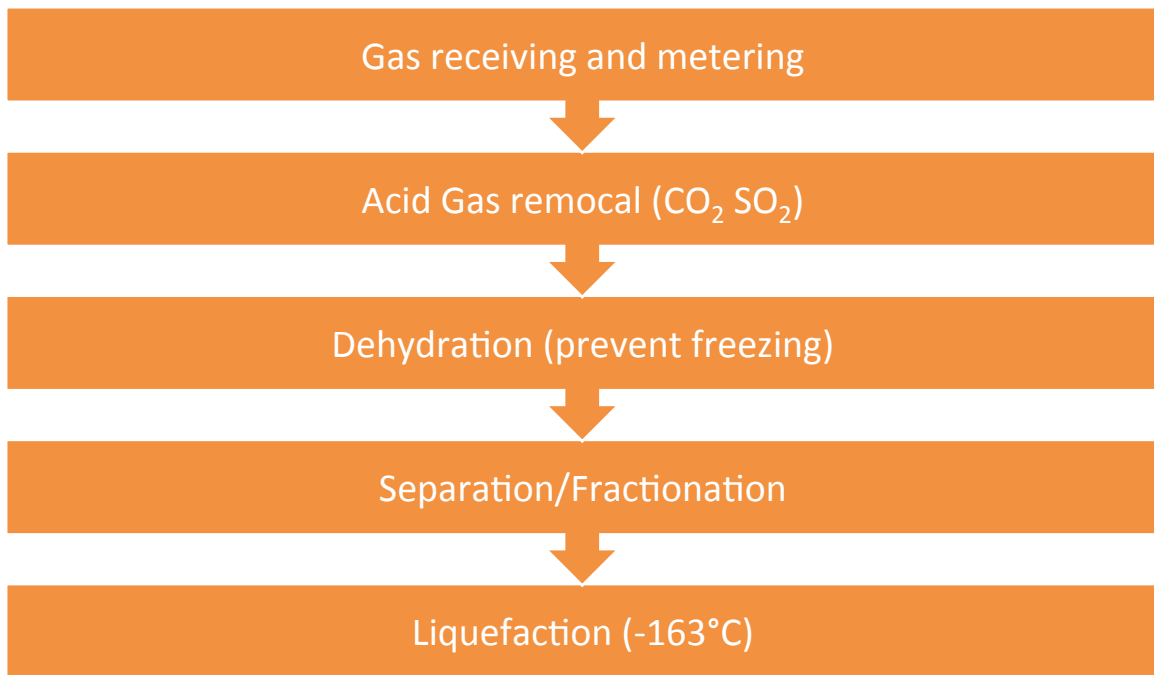 Gas receiving and metering
Acid Gas remocal (CO₂ SO₂)
Dehydration (prevent freezing)
Separation/Fractionation
Liquefaction (-163°C)